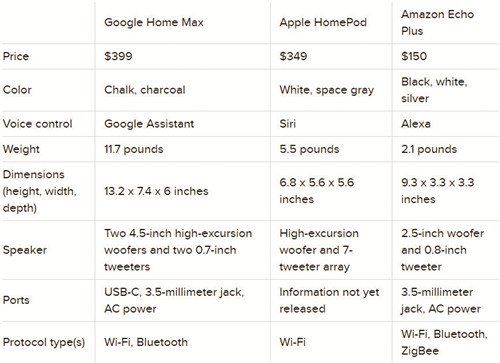 Google Home Max Apple HomePod Amazon Echo Plus
Price $399 $349 $150
Color Chalk, charcoal White, space gray Black, white, silver
Voice control Google Assistant Siri Alexa
Weight 11.7 pounds 5.5 pounds 2.1 pounds
Dimensions (height, width, depth) 13.2 x 7.4 x 6 inches 6.8 x 5.6 x 5.6 inches 9.3 x 3.3 x 3.3 inches
Speaker Two 4.5-inch high-excursion woofers and two 0.7-inch tweeters High-excursion woofer and 7-tweeter array 2.5-inch woofer and 0.8-inch tweeter
Ports USB-C, 3.5-millimeter jack, AC power Information not yet released 3.5-millimeter jack, AC power
Protocol type(s) Wi-Fi, Bluetooth Wi-Fi Wi-Fi, Bluetooth, ZigBee